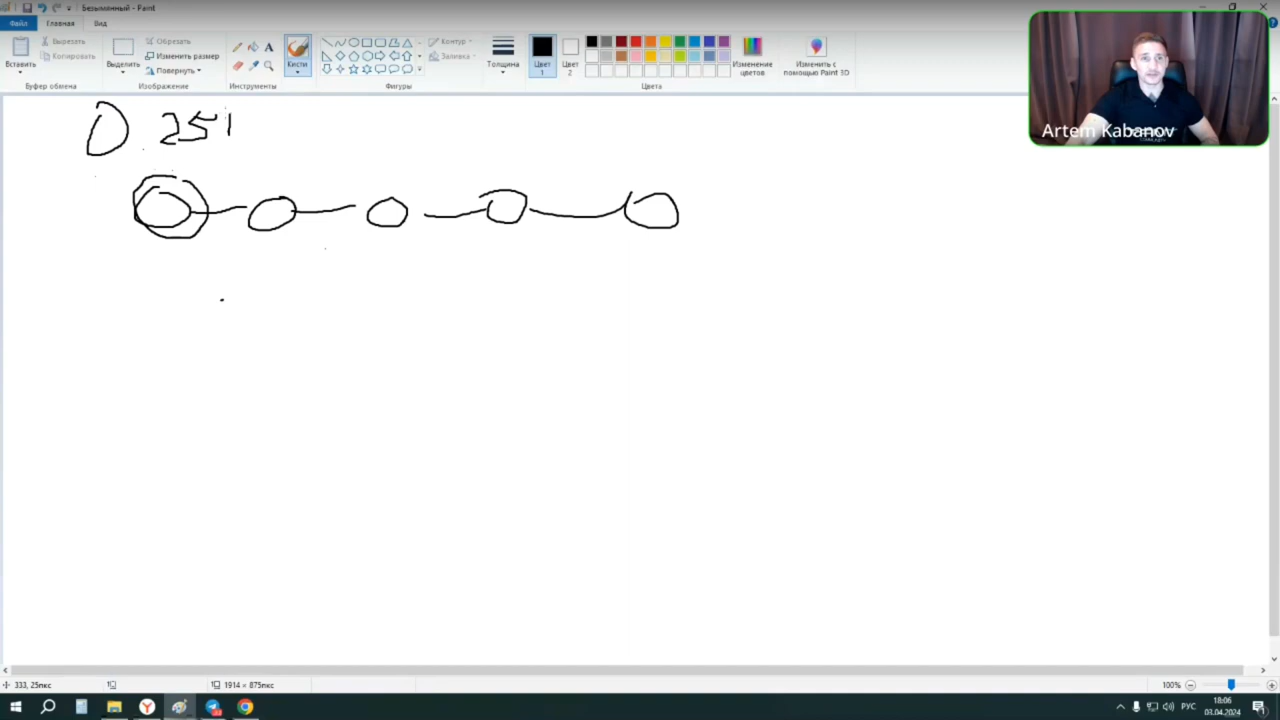 Безымянный - Paint
Файл
Главная
Вид
Вставить
Вырезать
Копировать
Буфер обмена
Выделить
Обрезать
Изменить размер
Повернуть
Изображение
A
Инструменты
Кисти
Контур
Заливка
Фигуры
Толщина
Цвет 1
Цвет 2
Изменение цветов
Изменить с помощью Paint 3D
Цвета
Artem Kabanov
333, 25пкс
1914 × 875пкс
100%
РУС
18:06
03.04.2024